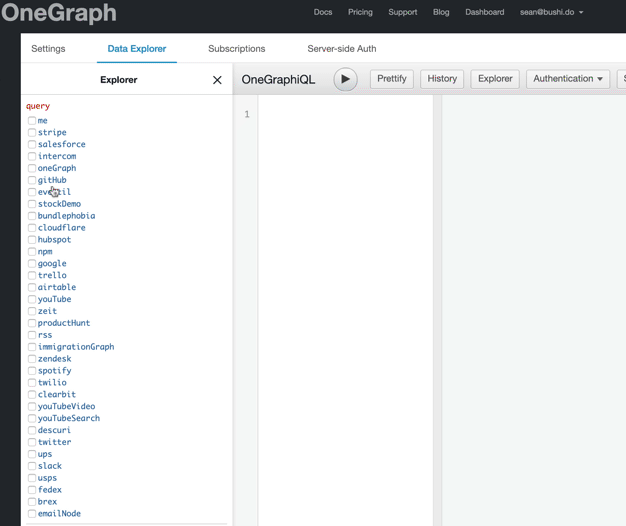 OneGraph
Docs Pricing Support Blog Dashboard sean@bushi.do
Settings Data Explorer Subscriptions Server-side Auth
Explorer
OneGraphiQL Prettify History Explorer Authentication
query
1
me
stripe
salesforce
intercom
oneGraph
gitHub
eventil
stockDemo
bundlephobia
cloudflare
hubspot
npm
google
trello
airtable
youTube
zeit
productHunt
rss
immigrationGraph
zendesk
spotify
twilio
clearbit
youTubeVideo
youTubeSearch
descuri
twitter
ups
slack
usps
fedex
brex
emailNode